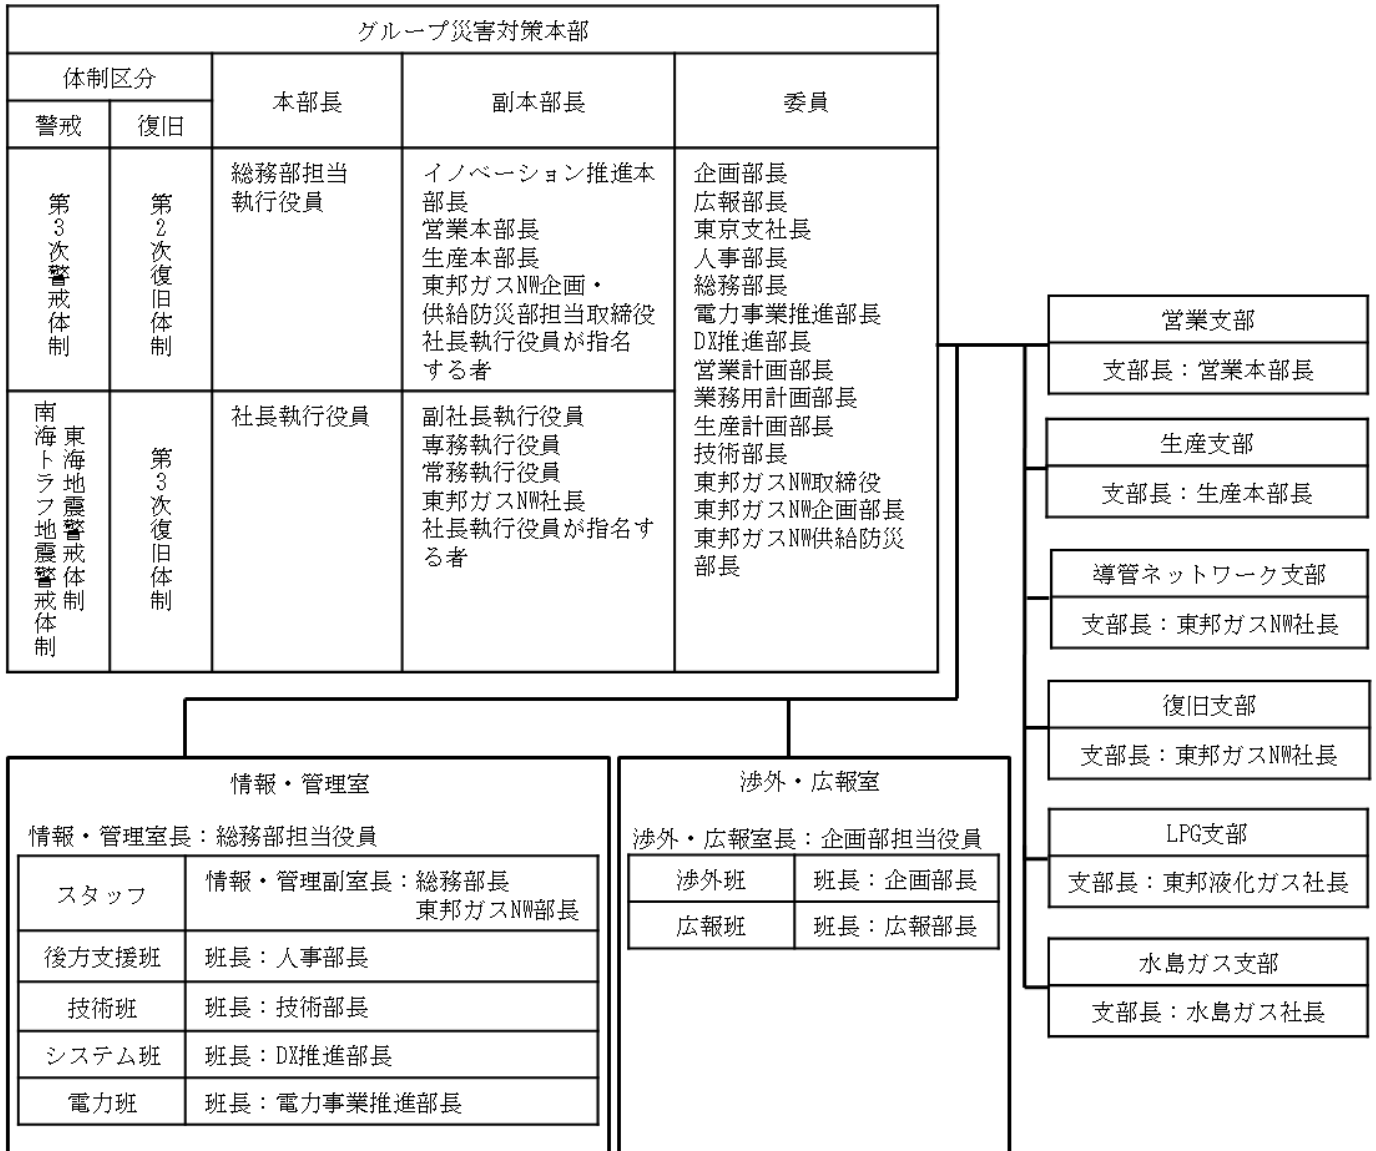 グループ災害対策本部
体制区分
本部長
副本部長
委員
警戒
復旧
第3次警戒体制
第2次復旧体制
総務部担当
執行役員
イノベーション推進本
部長
営業本部長
生産本部長
東邦ガスNW企画・
供給防災部担当取締役
社長執行役員が指名
する者
企画部長
広報部長
東京支社長
人事部長
総務部長
電力事業推進部長
DX推進部長
営業計画部長
業務用計画部長
生産計画部長
技術部長
東邦ガスNW取締役
東邦ガスNW企画部長
東邦ガスNW供給防災
部長
東海地震警戒体制
南海トラフ地震警戒体制
第3次復旧体制
社長執行役員
副社長執行役員
専務執行役員
常務執行役員
東邦ガスNW社長
社長執行役員が指名す
る者
営業支部
支部長：営業本部長
生産支部
支部長：生産本部長
導管ネットワーク支部
支部長：東邦ガスNW社長
復旧支部
支部長：東邦ガスNW社長
LPG支部
支部長：東邦液化ガス社長
水島ガス支部
支部長：水島ガス社長
情報・管理室
情報・管理室長：総務部担当役員
スタッフ
情報・管理副室長：総務部長
東邦ガスNW部長
後方支援班
班長：人事部長
技術班
班長：技術部長
システム班
班長：DX推進部長
電力班
班長：電力事業推進部長
渉外・広報室
渉外・広報室長：企画部担当役員
渉外班
班長：企画部長
広報班
班長：広報部長